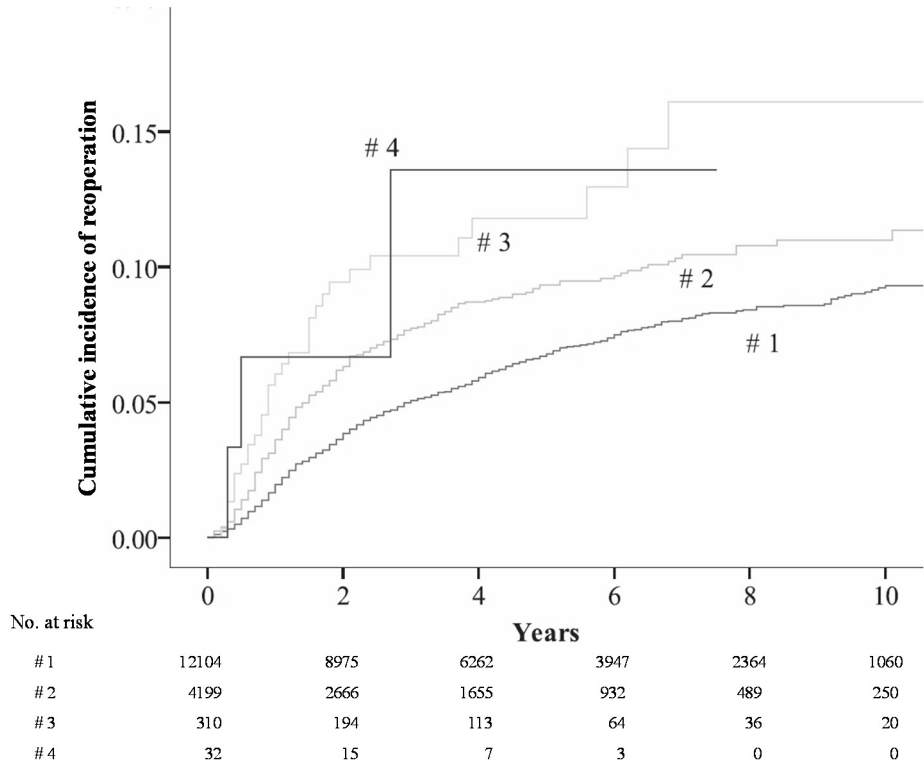 0.15
# 4
# 3
0.10
# 2
# 1
0.05
0.00
Cumulative incidence of reoperation
0 2 4 6 8 10
Years
No. at risk
# 1 12104 8975 6262 3947 2364 1060
# 2 4199 2666 1655 932 489 250
# 3 310 194 113 64 36 20
# 4 32 15 7 3 0 0